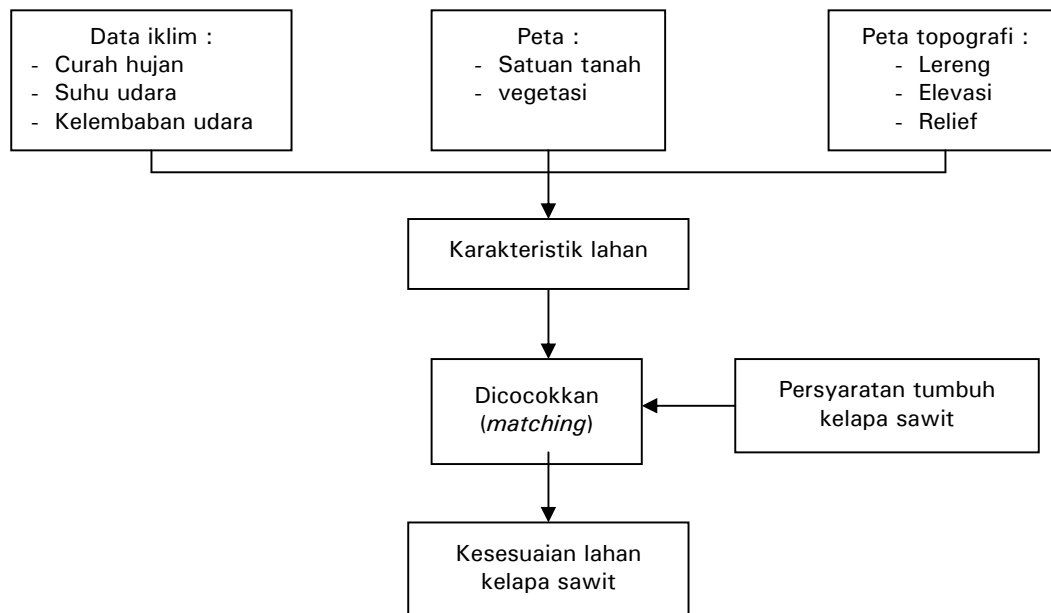 Data iklim :
- Curah hujan
- Suhu udara
- Kelembaban udara
Peta :
- Satuan tanah
- vegetasi
Peta topografi :
- Lereng
- Elevasi
- Relief
Karakteristik lahan
Dicocokkan
(matching)
Persyaratan tumbuh
kelapa sawit
Kesesuaian lahan
kelapa sawit